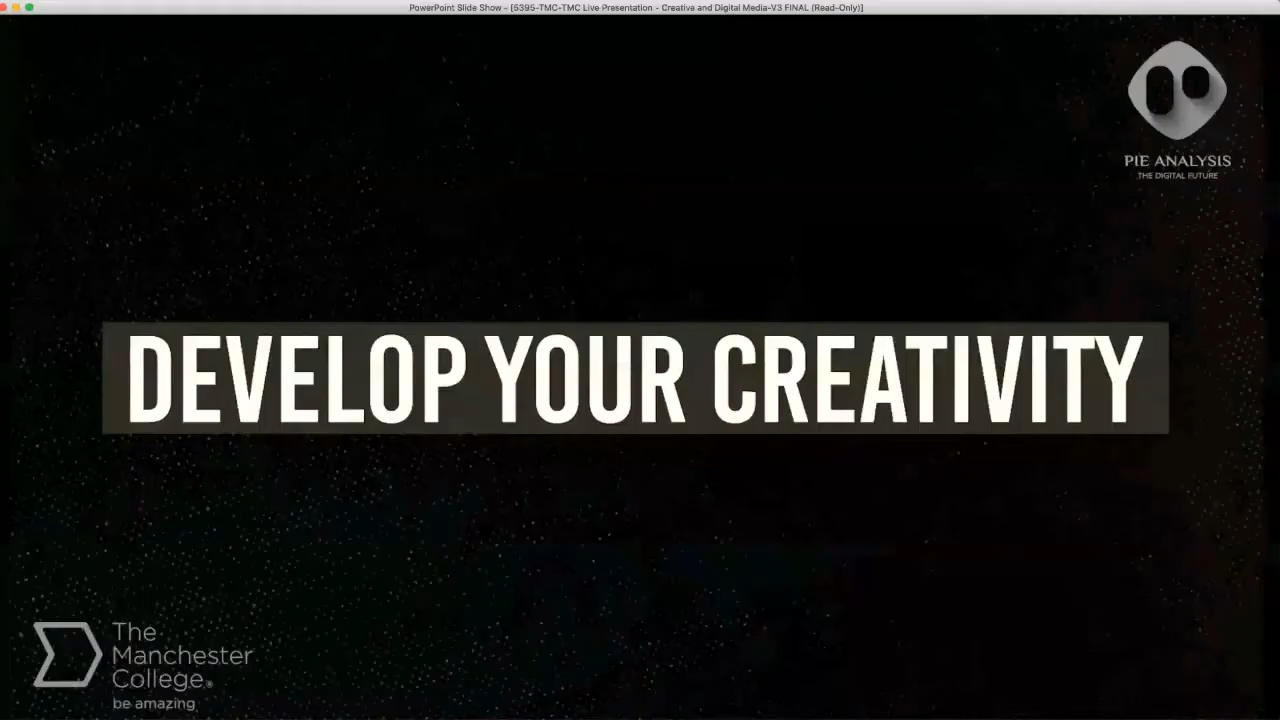 PowerPoint Slide Show - [5395-TMC-TMC Live Presentation - Creative and Digital Media-V3 FINAL (Read-Only)]
PIE ANALYSIS
THE DIGITAL FUTURE
DEVELOP YOUR CREATIVITY
The
Manchester
College®
be amazing